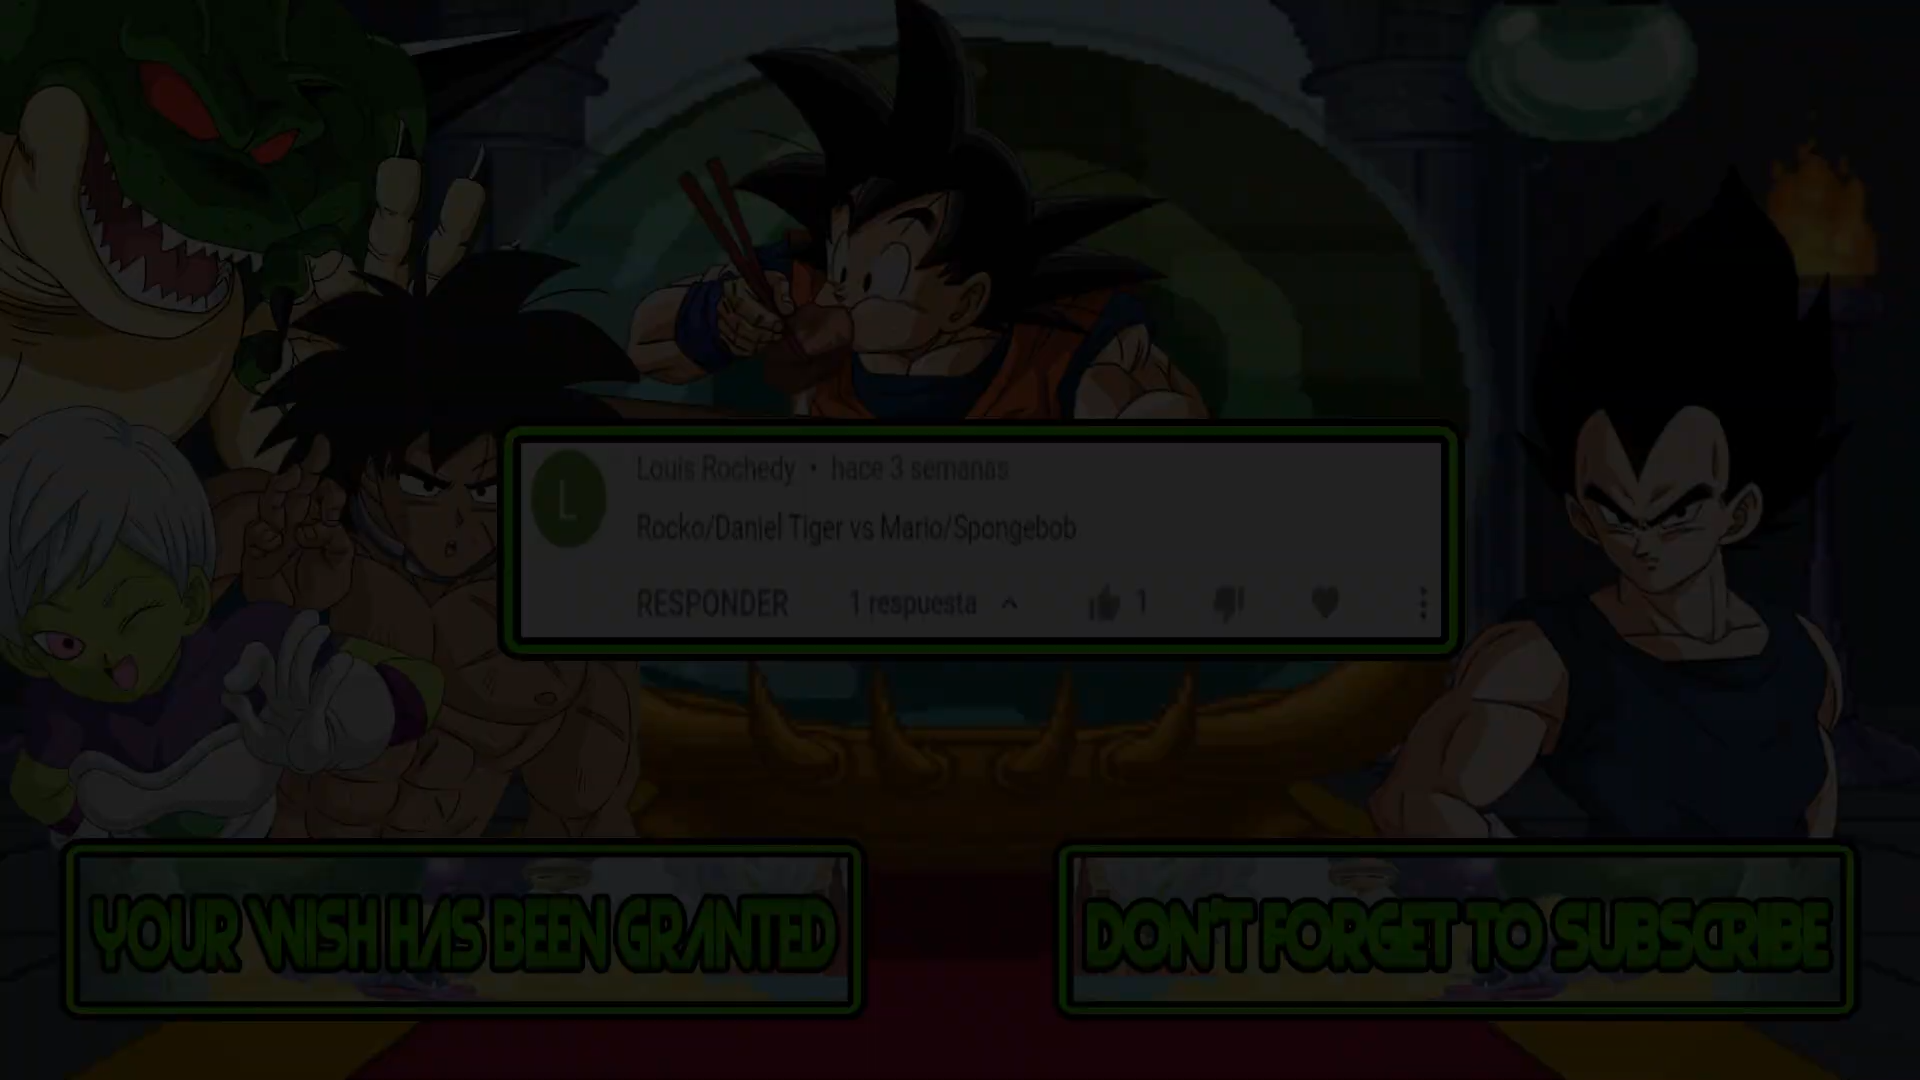 L
Louis Rochedy • hace 3 semanas
Rocko/Daniel Tiger vs Mario/Spongebob
RESPONDER 1 respuesta 1
YOUR WISH HAS BEEN GRANTED
DON'T FORGET TO SUBSCRIBE